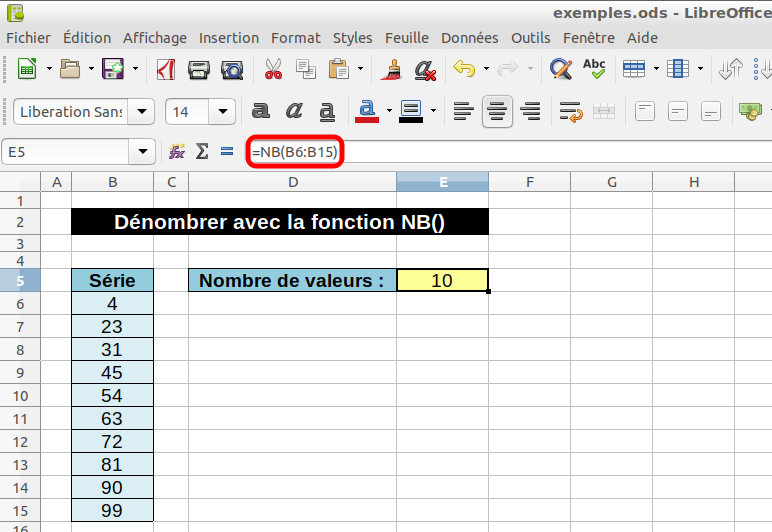 exemples.ods - LibreOffice
Fichier Édition Affichage Insertion Format Styles Feuille Données Outils Fenêtre Aide
Abc
Liberation Sans 14 a a a a
E5 fx Σ = =NB(B6:B15)
A B C D E F G H
1
2 Dénombrer avec la fonction NB()
3
4
5 Série Nombre de valeurs : 10
6 4
7 23
8 31
9 45
10 54
11 63
12 72
13 81
14 90
15 99
16